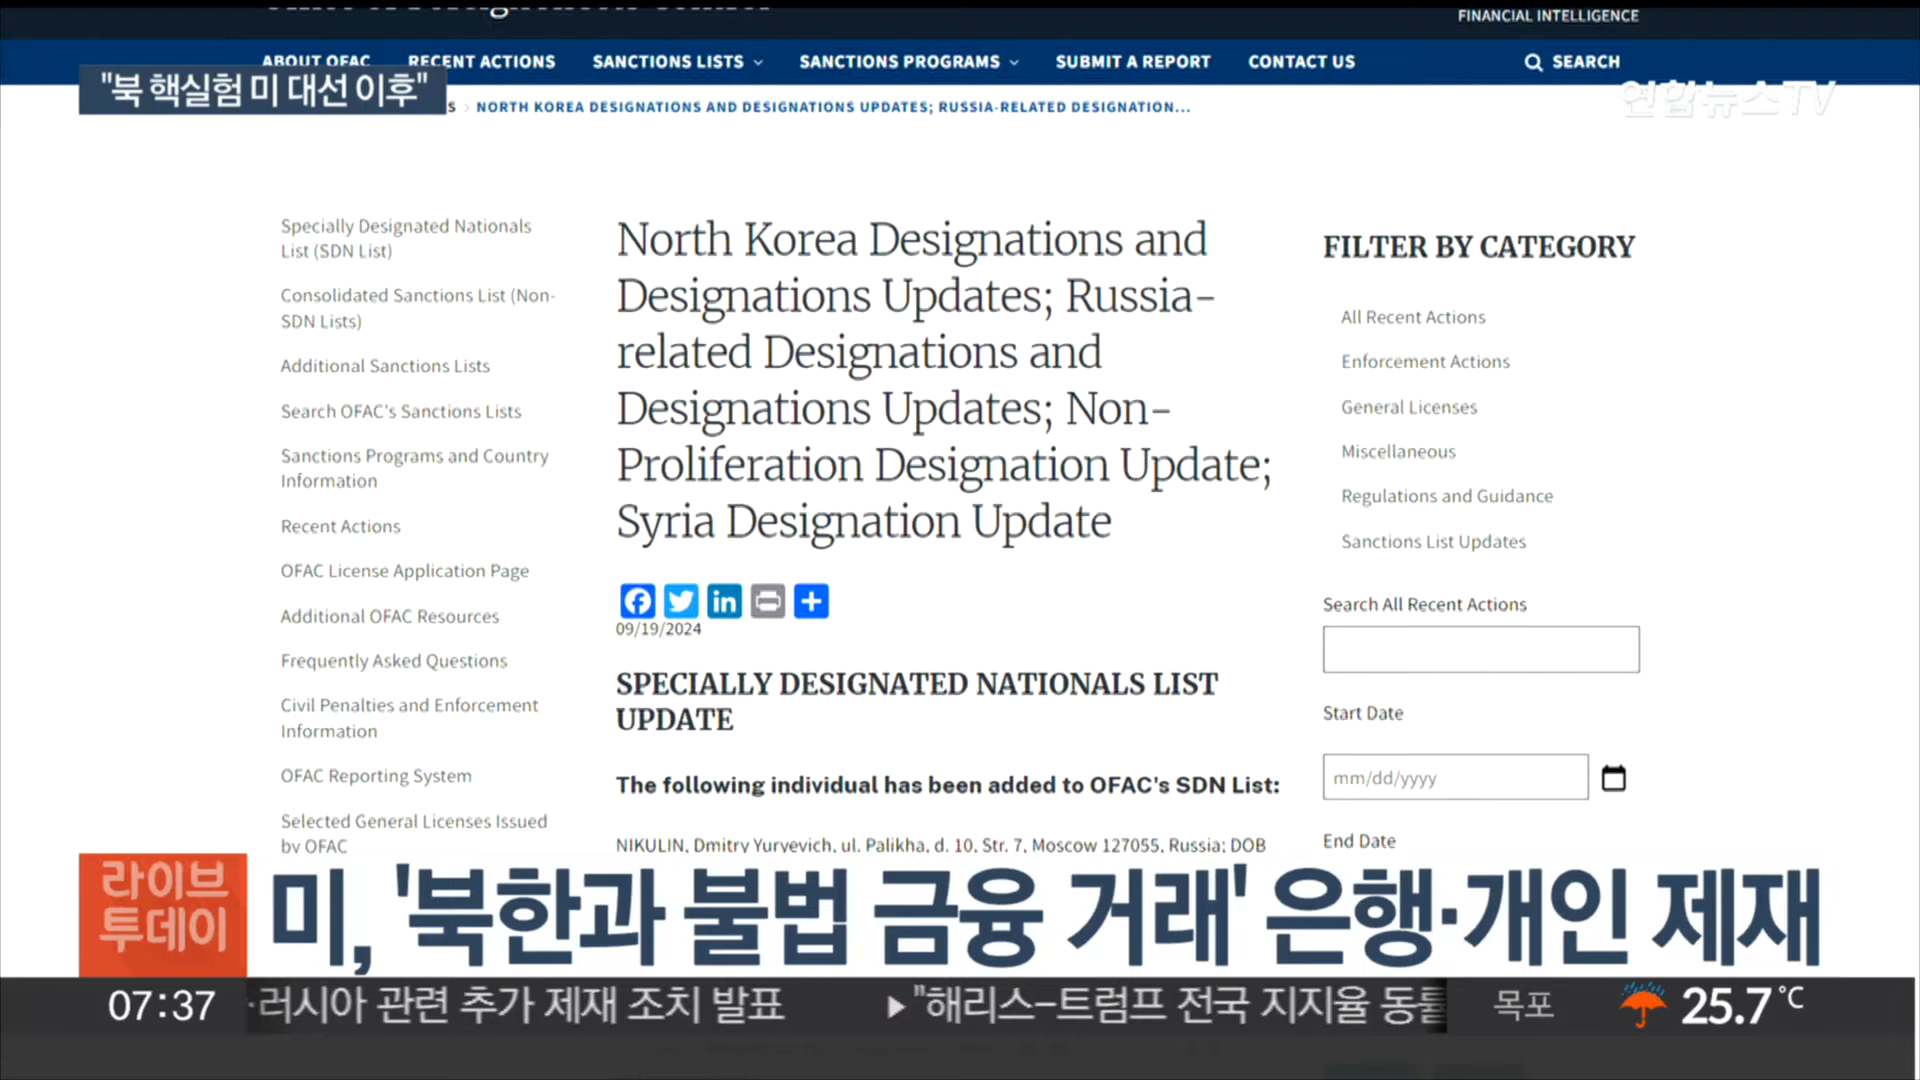 FINANCIAL INTELLIGENCE
ABOUT OFAC RECENT ACTIONS SANCTIONS LISTS SANCTIONS PROGRAMS SUBMIT A REPORT CONTACT US SEARCH
"북 핵실험 미 대선 이후"
연합뉴스TV
S > NORTH KOREA DESIGNATIONS AND DESIGNATIONS UPDATES; RUSSIA-RELATED DESIGNATION...
Specially Designated Nationals
List (SDN List)
Consolidated Sanctions List (Non-
SDN Lists)
Additional Sanctions Lists
Search OFAC's Sanctions Lists
Sanctions Programs and Country
Information
Recent Actions
OFAC License Application Page
Additional OFAC Resources
Frequently Asked Questions
Civil Penalties and Enforcement
Information
OFAC Reporting System
Selected General Licenses Issued
by OFAC
North Korea Designations and
Designations Updates; Russia-
related Designations and
Designations Updates; Non-
Proliferation Designation Update;
Syria Designation Update
09/19/2024
SPECIALLY DESIGNATED NATIONALS LIST
UPDATE
The following individual has been added to OFAC's SDN List:
NIKULIN, Dmitry Yuryevich, ul. Palikha, d. 10, Str. 7, Moscow 127055, Russia; DOB
FILTER BY CATEGORY
All Recent Actions
Enforcement Actions
General Licenses
Miscellaneous
Regulations and Guidance
Sanctions List Updates
Search All Recent Actions
Start Date
mm/dd/yyyy
End Date
라이브
투데이
미, '북한과 불법 금융 거래' 은행·개인 제재
07:37 ·러시아 관련 추가 제재 조치 발표 ▶"해리스-트럼프 전국 지지율 동률 목포 25.7℃